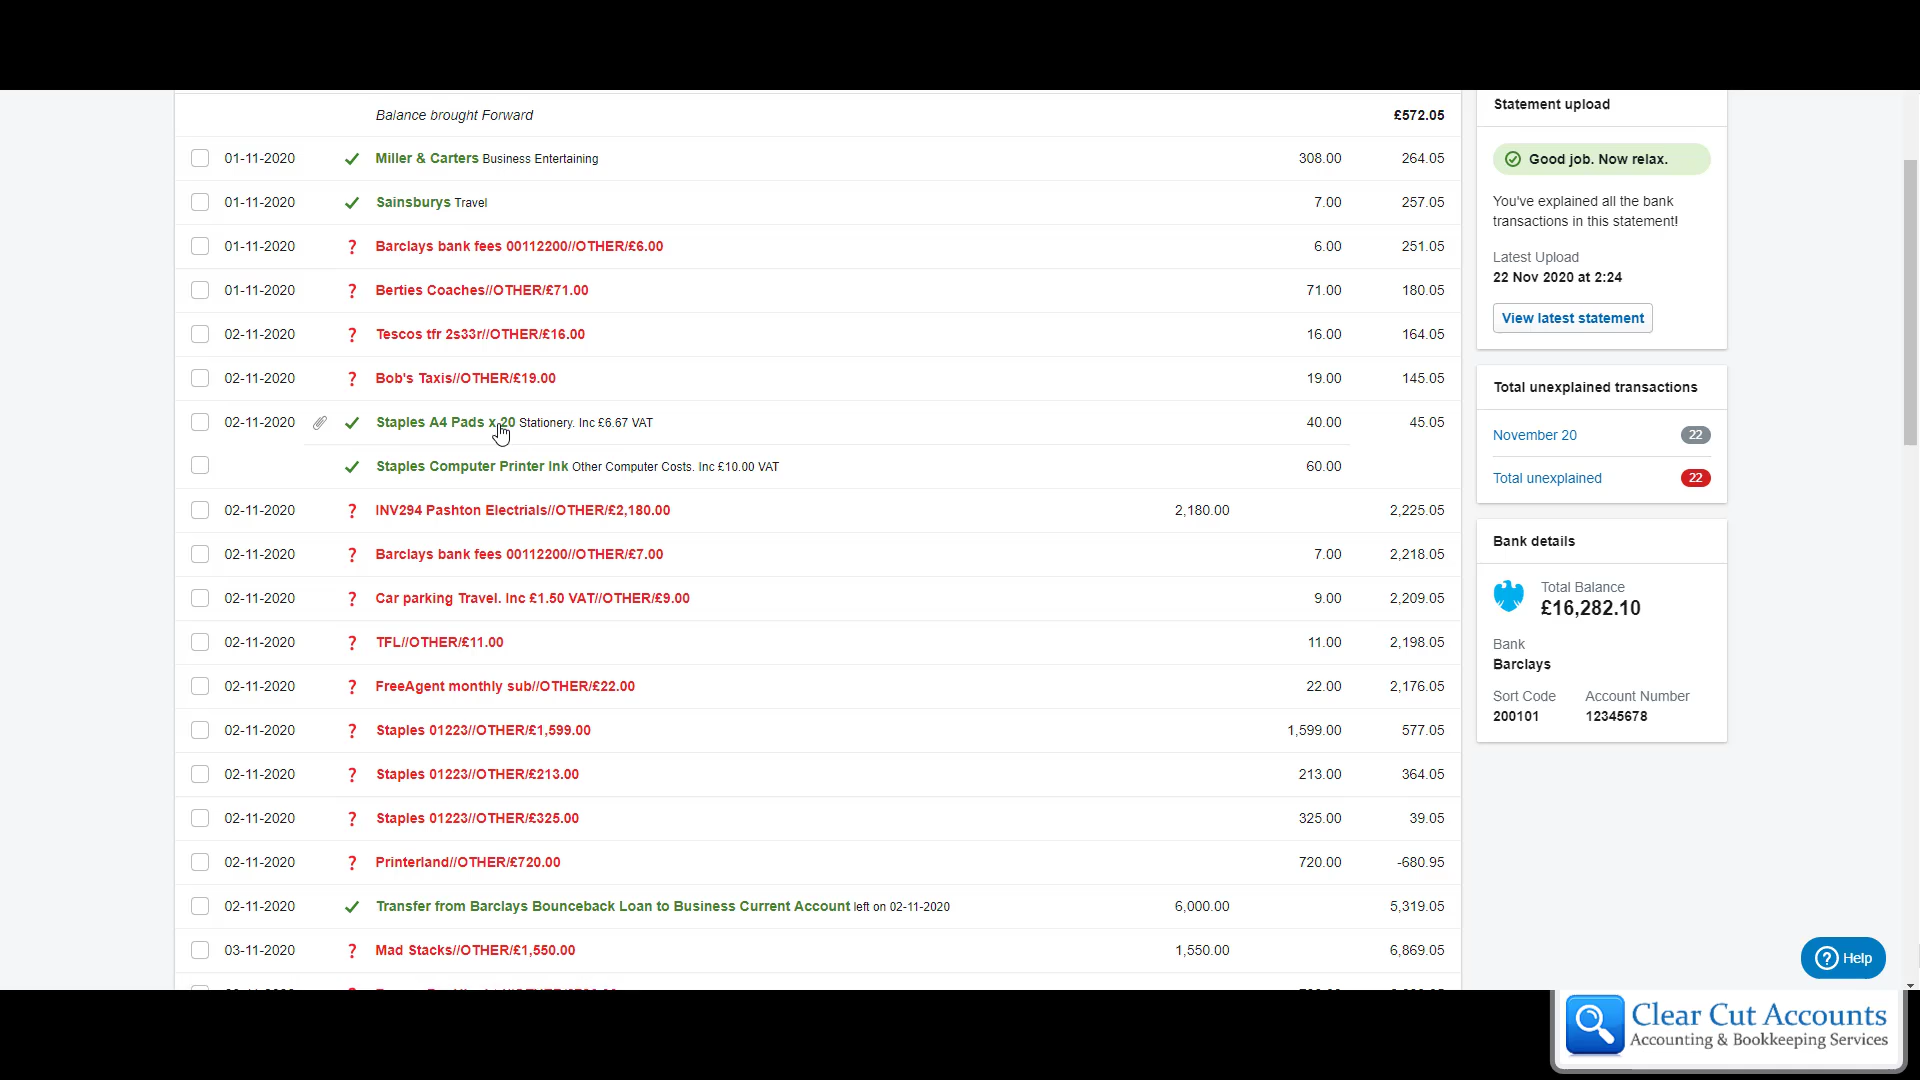 Balance brought Forward £572.05
01-11-2020 Miller & Carters Business Entertaining 308.00 264.05
01-11-2020 Sainsburys Travel 7.00 257.05
01-11-2020 ? Barclays bank fees 00112200//OTHER/£6.00 6.00 251.05
01-11-2020 ? Berties Coaches//OTHER/£71.00 71.00 180.05
02-11-2020 ? Tescos tfr 2s33r//OTHER/£16.00 16.00 164.05
02-11-2020 ? Bob's Taxis//OTHER/£19.00 19.00 145.05
02-11-2020 Staples A4 Pads x 20 Stationery. Inc £6.67 VAT 40.00 45.05
Staples Computer Printer Ink Other Computer Costs. Inc £10.00 VAT 60.00
02-11-2020 ? INV294 Pashton Electrials//OTHER/£2,180.00 2,180.00 2,225.05
02-11-2020 ? Barclays bank fees 00112200//OTHER/£7.00 7.00 2,218.05
02-11-2020 ? Car parking Travel. Inc £1.50 VAT//OTHER/£9.00 9.00 2,209.05
02-11-2020 ? TFL//OTHER/£11.00 11.00 2,198.05
02-11-2020 ? FreeAgent monthly sub//OTHER/£22.00 22.00 2,176.05
02-11-2020 ? Staples 01223//OTHER/£1,599.00 1,599.00 577.05
02-11-2020 ? Staples 01223//OTHER/£213.00 213.00 364.05
02-11-2020 ? Staples 01223//OTHER/£325.00 325.00 39.05
02-11-2020 ? Printerland//OTHER/£720.00 720.00 -680.95
02-11-2020 Transfer from Barclays Bounceback Loan to Business Current Account left on 02-11-2020 6,000.00 5,319.05
03-11-2020 ? Mad Stacks//OTHER/£1,550.00 1,550.00 6,869.05
Statement upload
Good job. Now relax.
You've explained all the bank
transactions in this statement!
Latest Upload
22 Nov 2020 at 2:24
View latest statement
Total unexplained transactions
November 20 22
Total unexplained 22
Bank details
Total Balance
£16,282.10
Bank
Barclays
Sort Code Account Number
200101 12345678
? Help
Clear Cut Accounts
Accounting & Bookkeeping Services